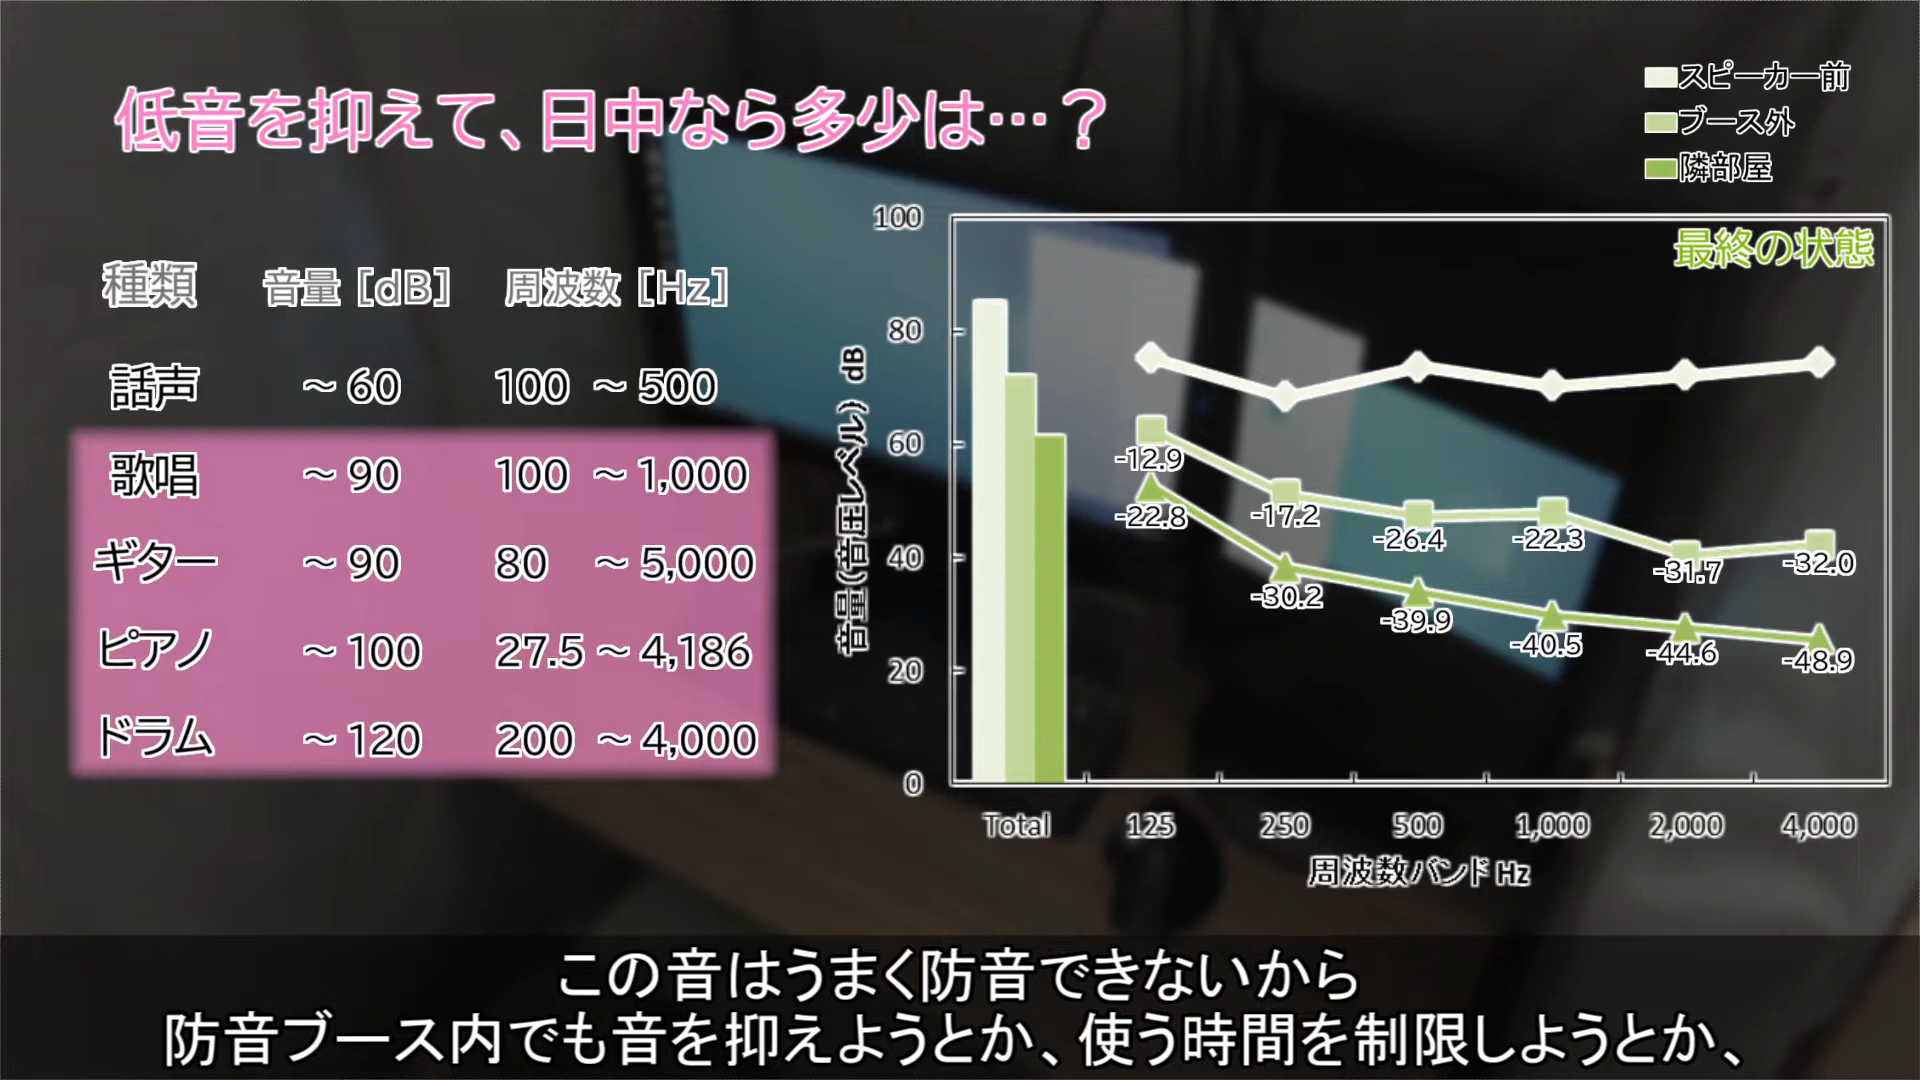 低音を抑えて、日中なら多少は…？
スピーカー前
ブース外
隣部屋
種類 音量［dB］ 周波数［Hz］
話声 ～60 100 ～500
歌唱 ～90 100 ～1,000
ギター ～90 80 ～5,000
ピアノ ～100 27.5～4,186
ドラム ～120 200 ～4,000
最終の状態
音量(音圧レベル) dB
100
80
60
40
20
0
-12.9
-17.2
-26.4
-22.3
-31.7
-32.0
-22.8
-30.2
-39.9
-40.5
-44.6
-48.9
Total 125 250 500 1,000 2,000 4,000
周波数バンド Hz
この音はうまく防音できないから
防音ブース内でも音を抑えようとか、使う時間を制限しようとか、